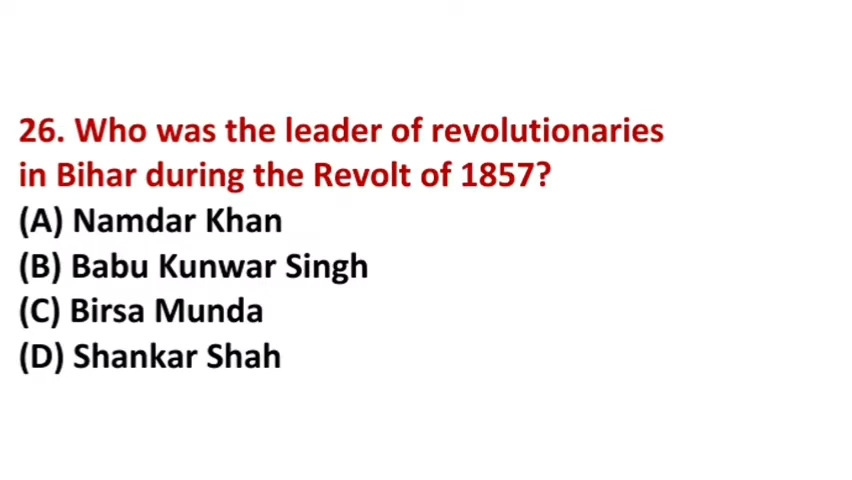 26. Who was the leader of revolutionaries
in Bihar during the Revolt of 1857?
(A) Namdar Khan
(B) Babu Kunwar Singh
(C) Birsa Munda
(D) Shankar Shah